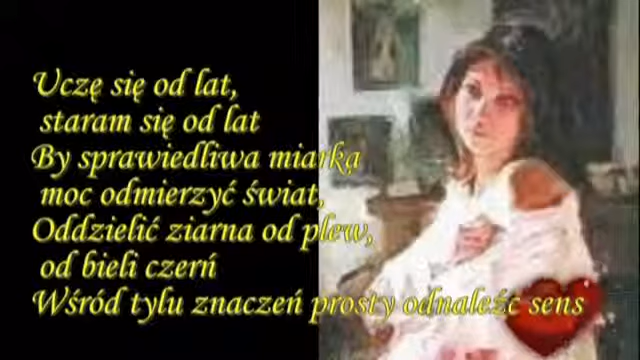 Uczę się od lat,
staram się od lat
By sprawiedliwa miarką
moc odmierzyć świat,
Oddzielić ziarna od plew,
od bieli czerń
Wśród tylu znaczeń prosty odnaleźc sens